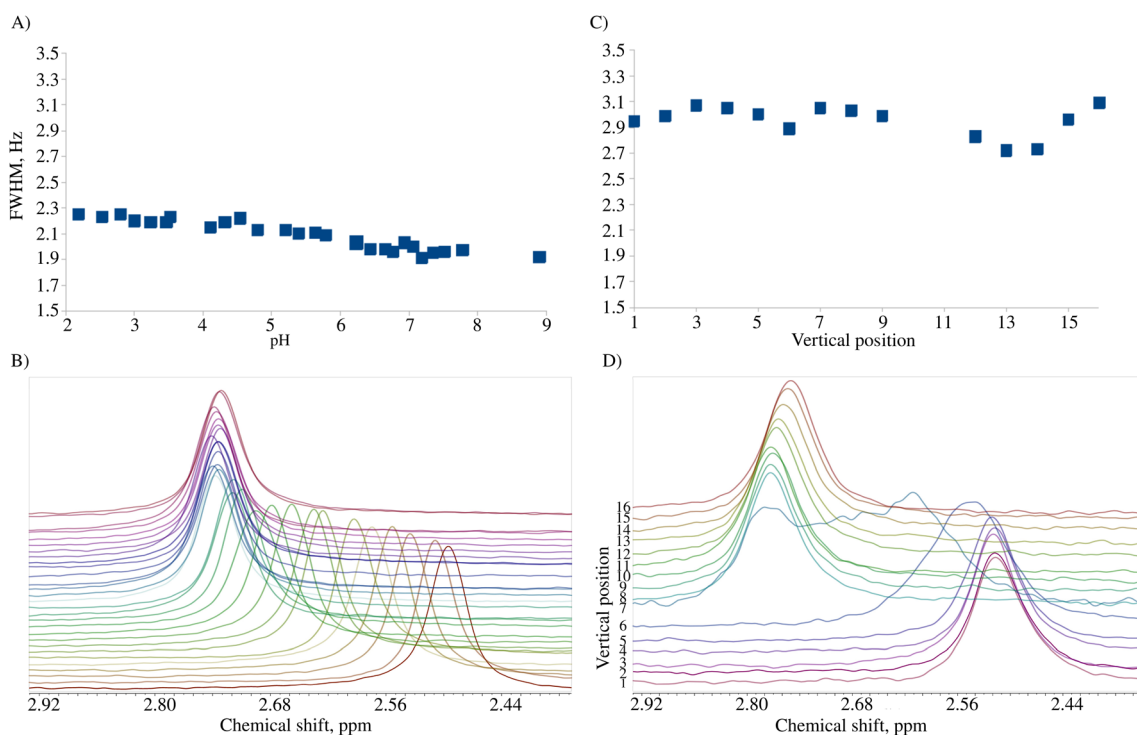 A)
3.5
3.3
3.1
2.9
2.7
2.5
2.3
2.1
1.9
1.7
1.5
FWHM, Hz
2 3 4 5 6 7 8 9
pH
C)
3.5
3.3
3.1
2.9
2.7
2.5
2.3
2.1
1.9
1.7
1.5
1 3 5 7 9 11 13 15
Vertical position
B)
2.92 2.80 2.68 2.56 2.44
Chemical shift, ppm
D)
16
15
14
13
12
11
10
9
8
7
6
5
4
3
2
1
Vertical position
2.92 2.80 2.68 2.56 2.44
Chemical shift, ppm